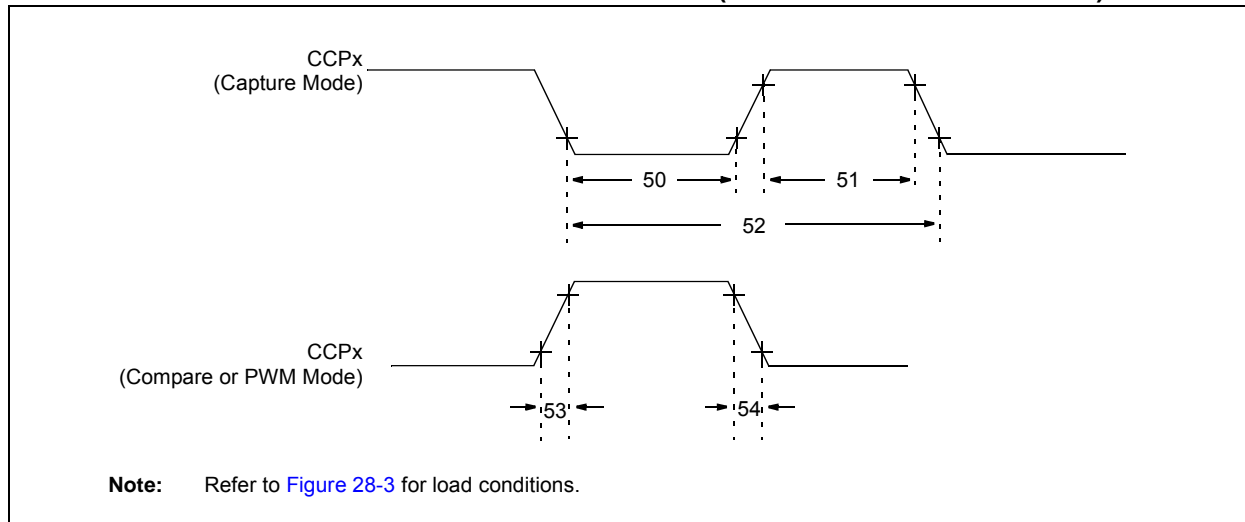 CCPx
(Capture Mode)
50
51
52
CCPx
(Compare or PWM Mode)
53
54
Note: Refer to Figure 28-3 for load conditions.